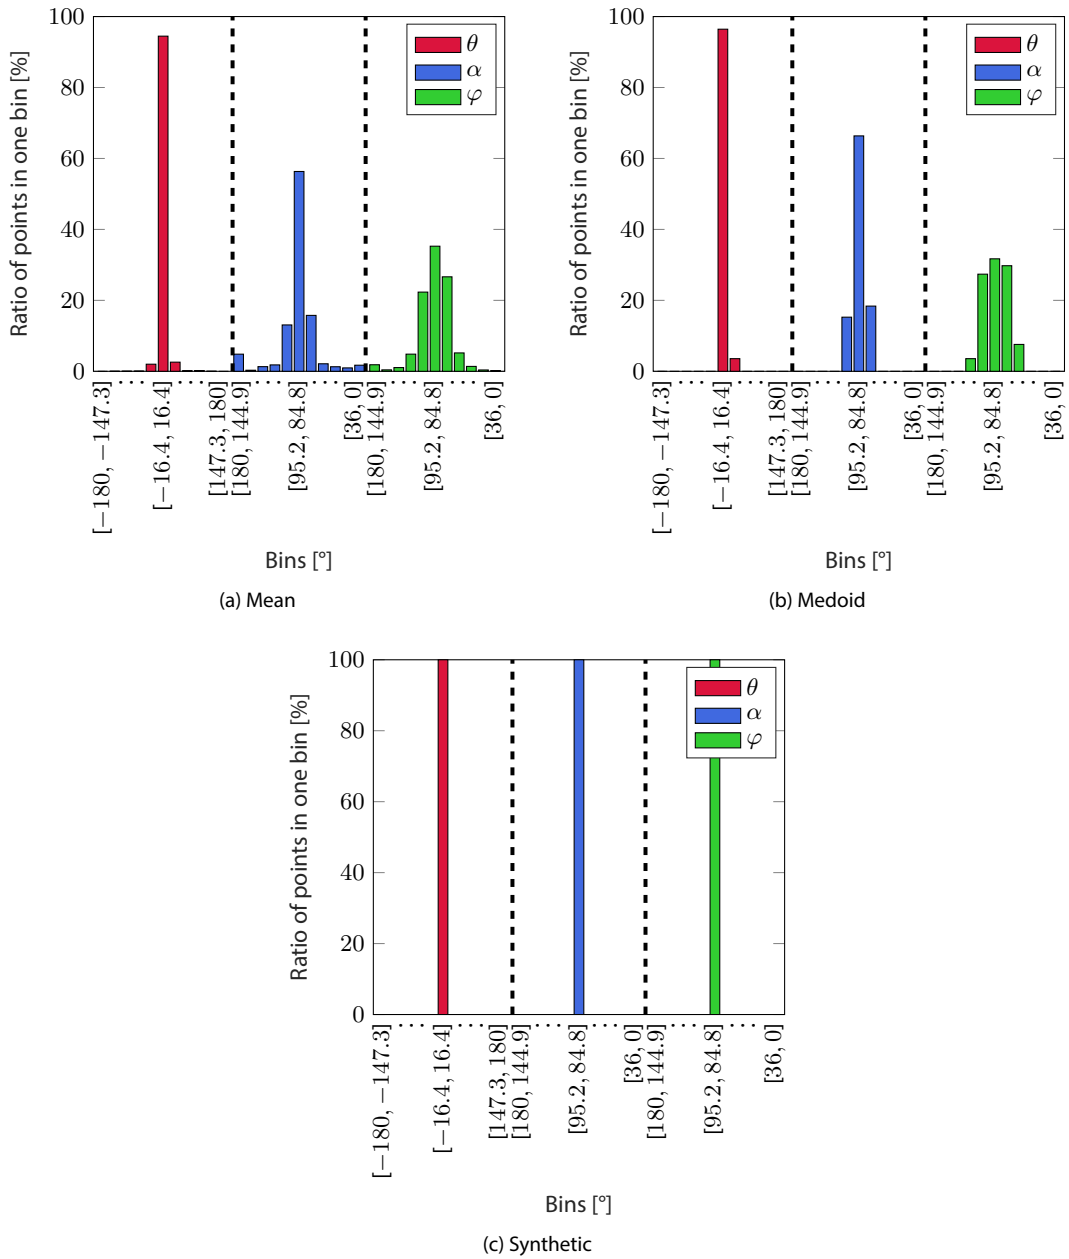 100
80
60
40
20
0
Ratio of points in one bin [%]
θ
α
φ
[−180, −147.3]
[−16.4, 16.4]
[147.3, 180]
[180, 144.9]
[95.2, 84.8]
[36, 0]
[180, 144.9]
[95.2, 84.8]
[36, 0]
Bins [°]
(a) Mean
100
80
60
40
20
0
Ratio of points in one bin [%]
θ
α
φ
[−180, −147.3]
[−16.4, 16.4]
[147.3, 180]
[180, 144.9]
[95.2, 84.8]
[36, 0]
[180, 144.9]
[95.2, 84.8]
[36, 0]
Bins [°]
(b) Medoid
100
80
60
40
20
0
Ratio of points in one bin [%]
θ
α
φ
[−180, −147.3]
[−16.4, 16.4]
[147.3, 180]
[180, 144.9]
[95.2, 84.8]
[36, 0]
[180, 144.9]
[95.2, 84.8]
[36, 0]
Bins [°]
(c) Synthetic